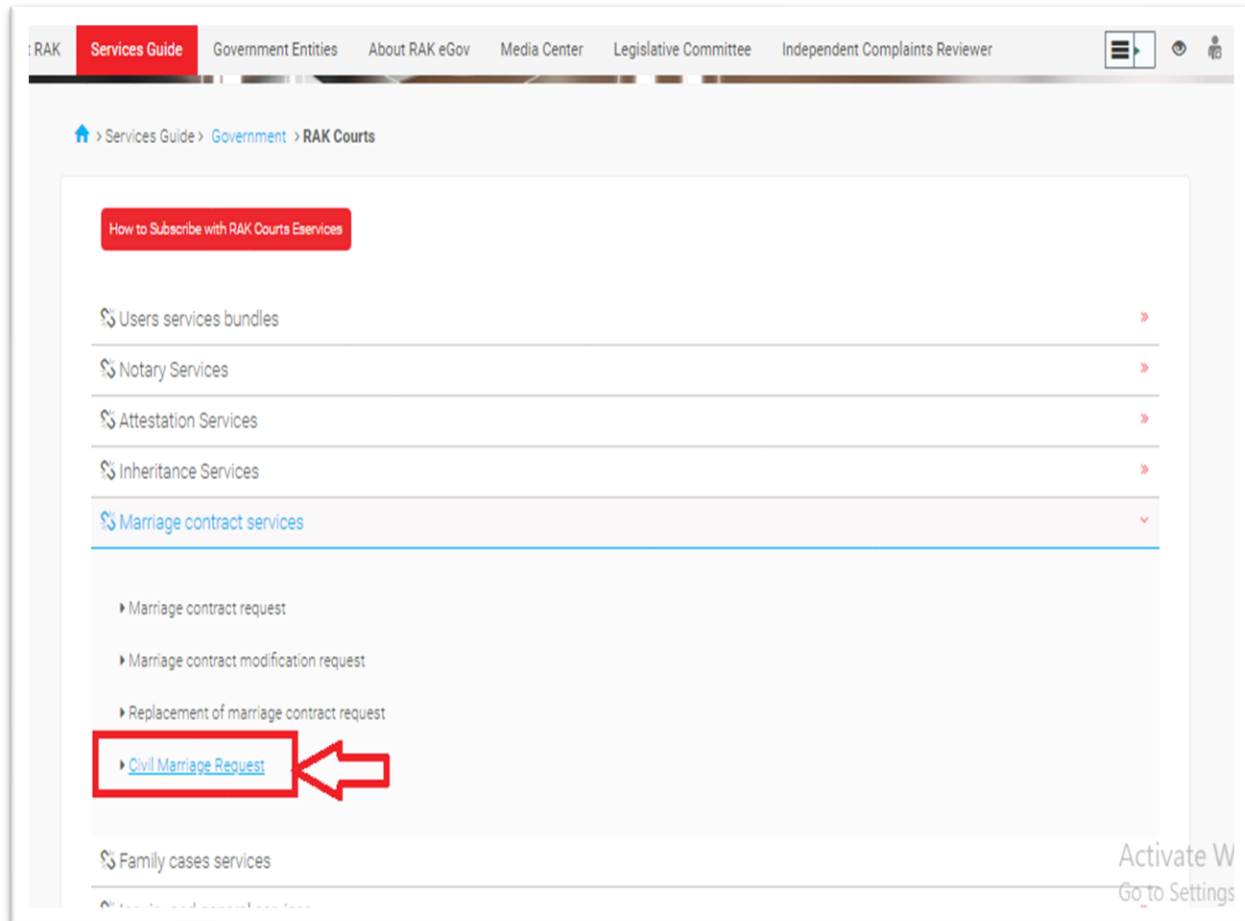 RAK Services Guide Government Entities About RAK eGov Media Center Legislative Committee Independent Complaints Reviewer
> Services Guide > Government > RAK Courts
How to Subscribe with RAK Courts Eservices
Users services bundles
Notary Services
Attestation Services
Inheritance Services
Marriage contract services
Marriage contract request
Marriage contract modification request
Replacement of marriage contract request
Civil Marriage Request
Family cases services
Activate W
Go to Settings